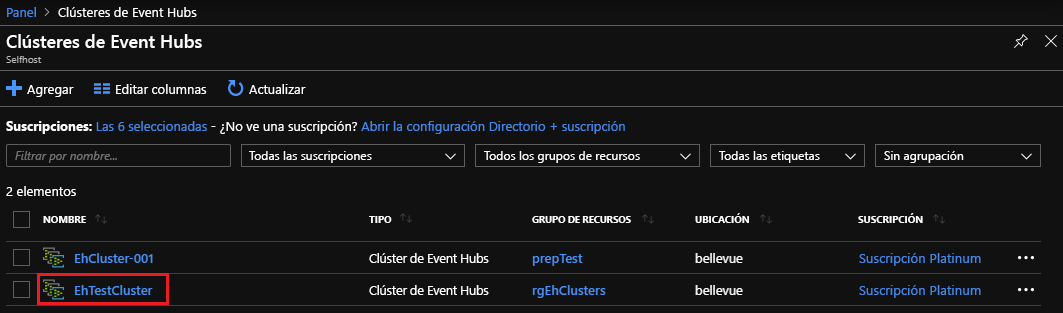 Panel > Clústeres de Event Hubs
Clústeres de Event Hubs
Selfhost
Agregar Editar columnas Actualizar
Suscripciones: Las 6 seleccionadas - ¿No ve una suscripción? Abrir la configuración Directorio + suscripción
Filtrar por nombre... Todas las suscripciones Todos los grupos de recursos Todas las etiquetas Sin agrupación
2 elementos
NOMBRE TIPO GRUPO DE RECURSOS UBICACIÓN SUSCRIPCIÓN
EhCluster-001 Clúster de Event Hubs prepTest bellevue Suscripción Platinum
EhTestCluster Clúster de Event Hubs rgEhClusters bellevue Suscripción Platinum